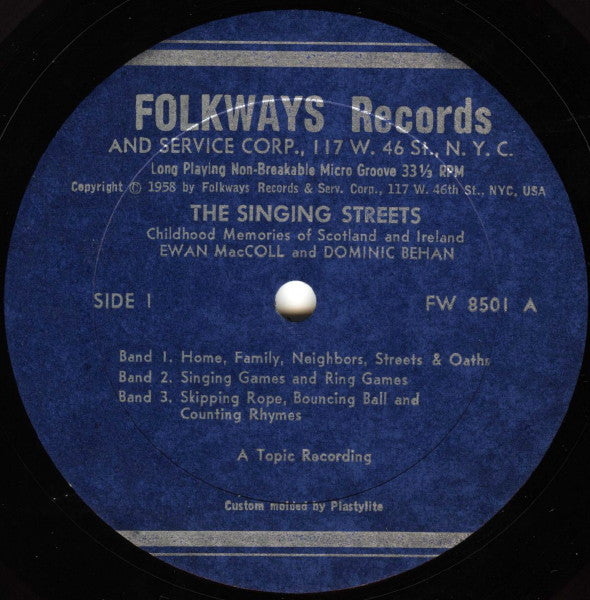 FOLKWAYS Records
AND SERVICE CORP., 117 W. 46 St., N. Y. C.
Long Playing Non-Breakable Micro Groove 33 1/3 RPM
Copyright Ⓟ 1958 by Folkways Records & Serv. Corp., 117 W. 46th St., NYC, USA
THE SINGING STREETS
Childhood Memories of Scotland and Ireland
EWAN MacCOLL and DOMINIC BEHAN
SIDE I
FW 8501 A
Band 1. Home, Family, Neighbors, Streets & Oaths
Band 2. Singing Games and Ring Games
Band 3. Skipping Rope, Bouncing Ball and
Counting Rhymes
A Topic Recording
Custom molded by Plastylite